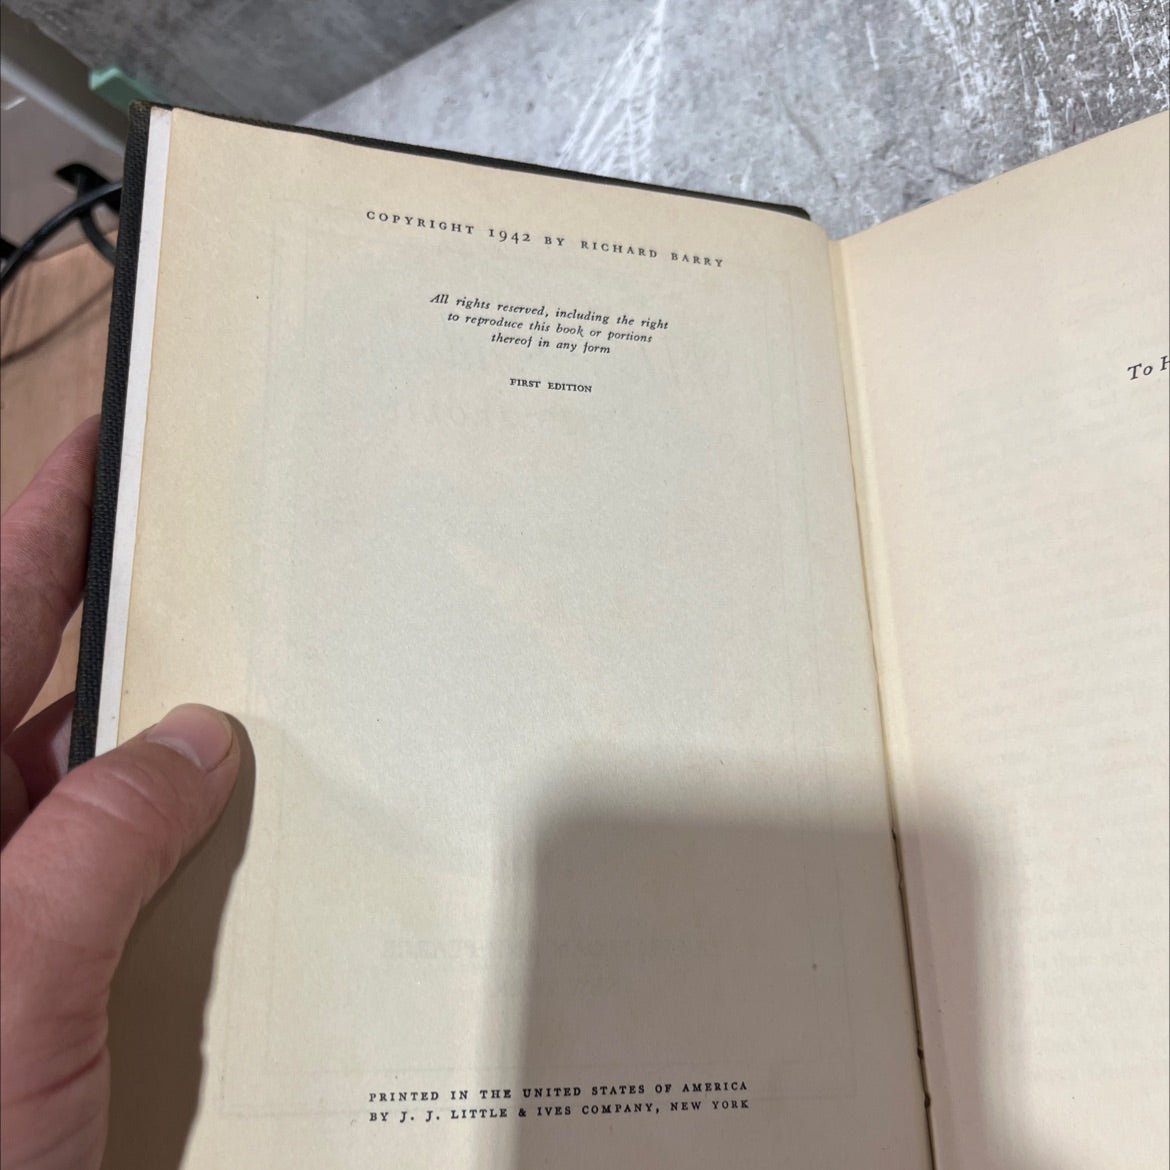 COPYRIGHT 1942 BY RICHARD BARRY
All rights reserved, including the right
to reproduce this book or portions
thereof in any form
FIRST EDITION
PRINTED IN THE UNITED STATES OF AMERICA
BY J. J. LITTLE & IVES COMPANY, NEW YORK
To